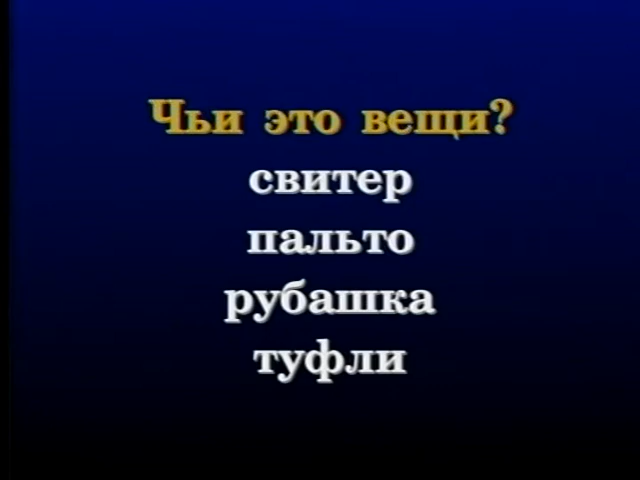 Чьи это вещи?
свитер
пальто
рубашка
туфли